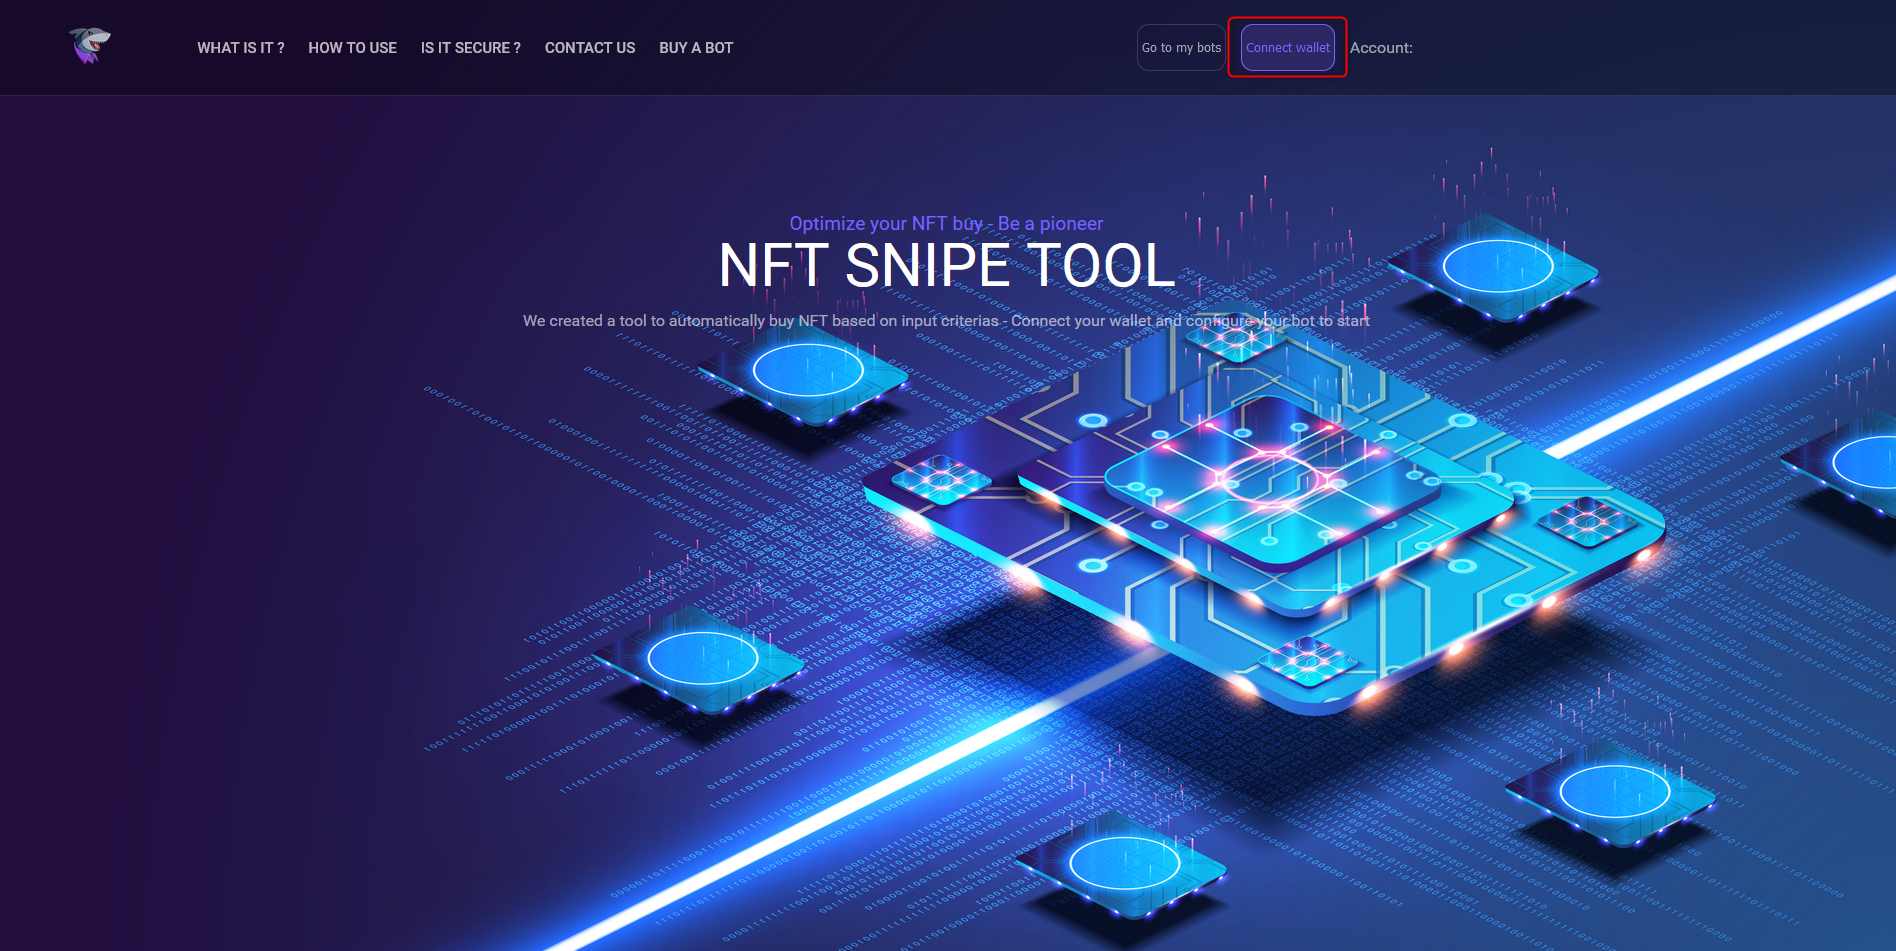 WHAT IS IT ? HOW TO USE IS IT SECURE ? CONTACT US BUY A BOT Go to my bots Connect wallet Account:
Optimize your NFT buy - Be a pioneer
NFT SNIPE TOOL
We created a tool to automatically buy NFT based on input criterias - Connect your wallet and configure your bot to start